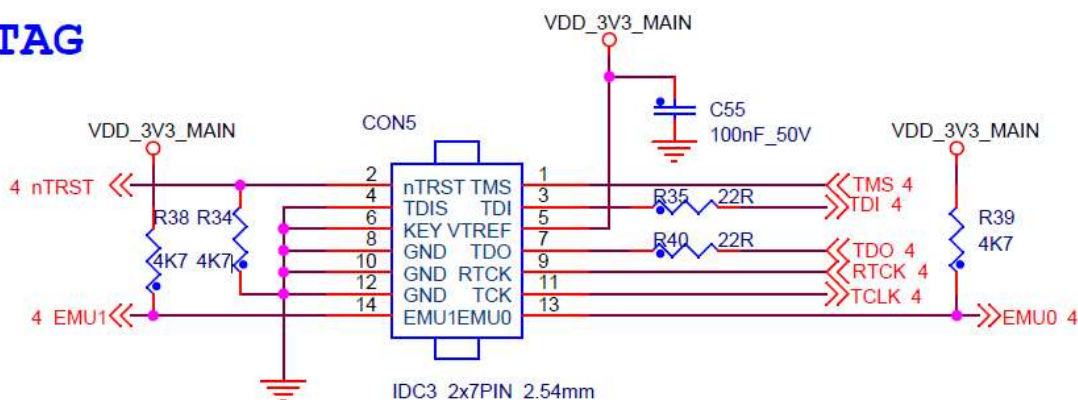 TAG
VDD_3V3_MAIN
C55
100nF_50V
VDD_3V3_MAIN
CON5
VDD_3V3_MAIN
4 nTRST
2 nTRST TMS 1
TMS 4
4 TDIS TDI 3
R35 22R
TDI 4
6 KEY VTREF 5
R38 R34
R39
8 GND TDO 7
R40 22R
TDO 4
4K7 4K7
4K7
10 GND RTCK 9
RTCK 4
12 GND TCK 11
TCLK 4
4 EMU1
14 EMU1EMU0 13
EMU0 4
IDC3 2x7PIN 2.54mm